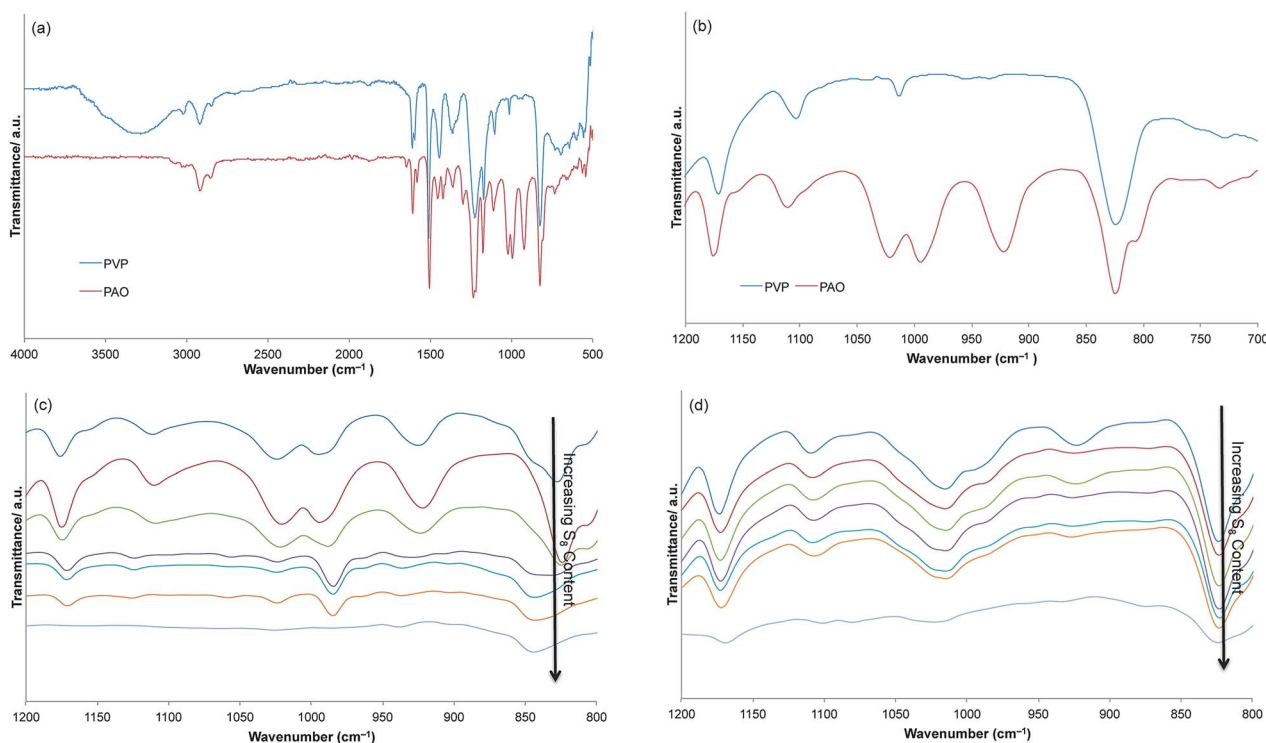 (a)
Transmittance/ a.u.
PVP
PAO
4000 3500 3000 2500 2000 1500 1000 500
Wavenumber (cm⁻¹ )
(b)
Transmittance/ a.u.
PVP PAO
1200 1150 1100 1050 1000 950 900 850 800 750 700
Wavenumber (cm⁻¹)
(c)
Transmittance/ a.u.
Increasing S₈ Content
1200 1150 1100 1050 1000 950 900 850 800
Wavenumber (cm⁻¹)
(d)
Transmittance/ a.u.
Increasing S₈ Content
1200 1150 1100 1050 1000 950 900 850 800
Wavenumber (cm⁻¹)